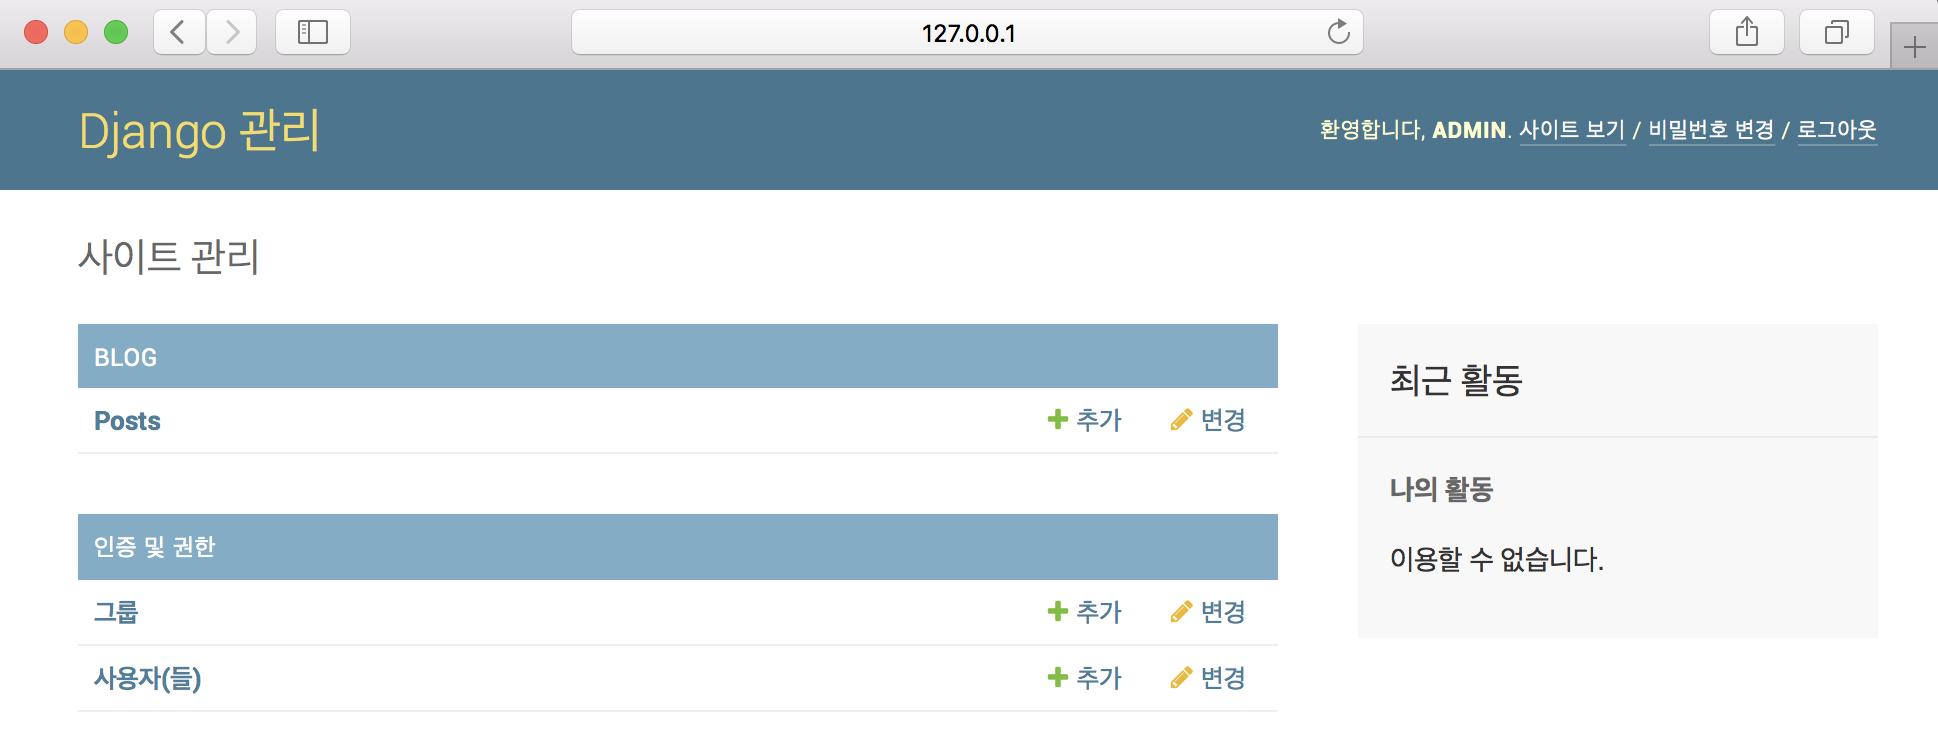 127.0.0.1
Django 관리
환영합니다, ADMIN. 사이트 보기 / 비밀번호 변경 / 로그아웃
사이트 관리
BLOG
Posts 추가 변경
인증 및 권한
그룹 추가 변경
사용자(들) 추가 변경
최근 활동
나의 활동
이용할 수 없습니다.